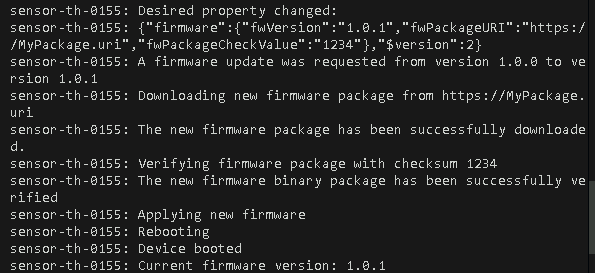 sensor-th-0155: Desired property changed:
sensor-th-0155: {"firmware":{"fwVersion":"1.0.1","fwPackageURI":"https:/
/MyPackage.uri","fwPackageCheckValue":"1234"},"$version":2}
sensor-th-0155: A firmware update was requested from version 1.0.0 to ve
rsion 1.0.1
sensor-th-0155: Downloading new firmware package from https://MyPackage.
uri
sensor-th-0155: The new firmware package has been successfully downloade
d.
sensor-th-0155: Verifying firmware package with checksum 1234
sensor-th-0155: The new firmware binary package has been successfully ve
rified
sensor-th-0155: Applying new firmware
sensor-th-0155: Rebooting
sensor-th-0155: Device booted
sensor-th-0155: Current firmware version: 1.0.1